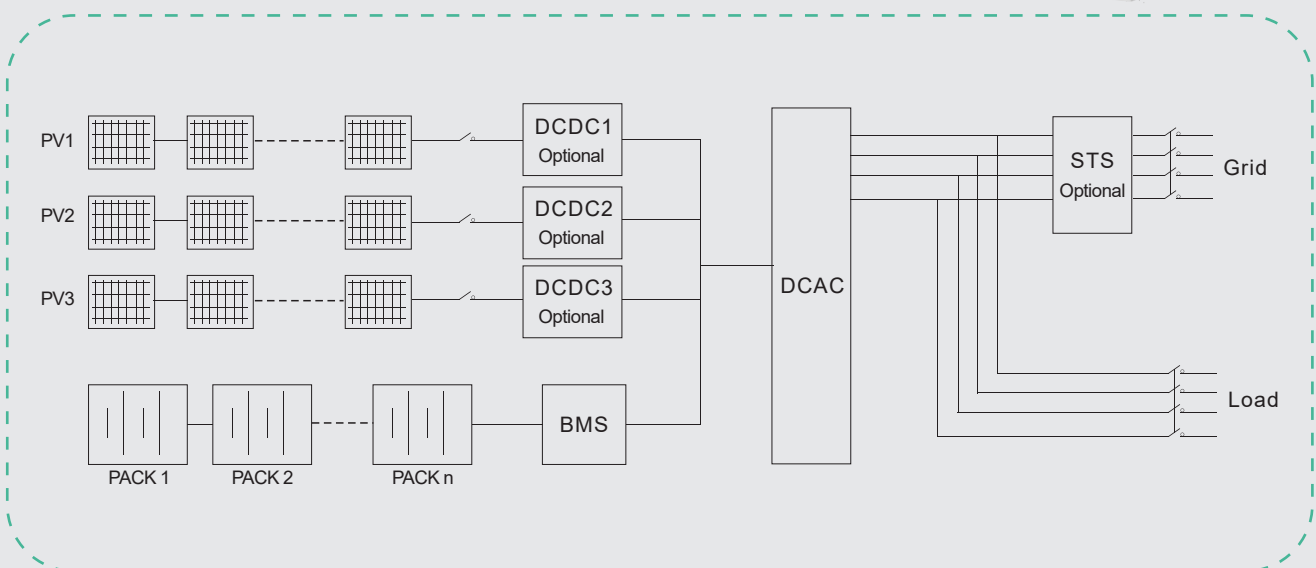 PV1
DCDC1
Optional
PV2
DCDC2
Optional
PV3
DCDC3
Optional
PACK 1
PACK 2
PACK n
BMS
DCAC
STS
Optional
Grid
Load